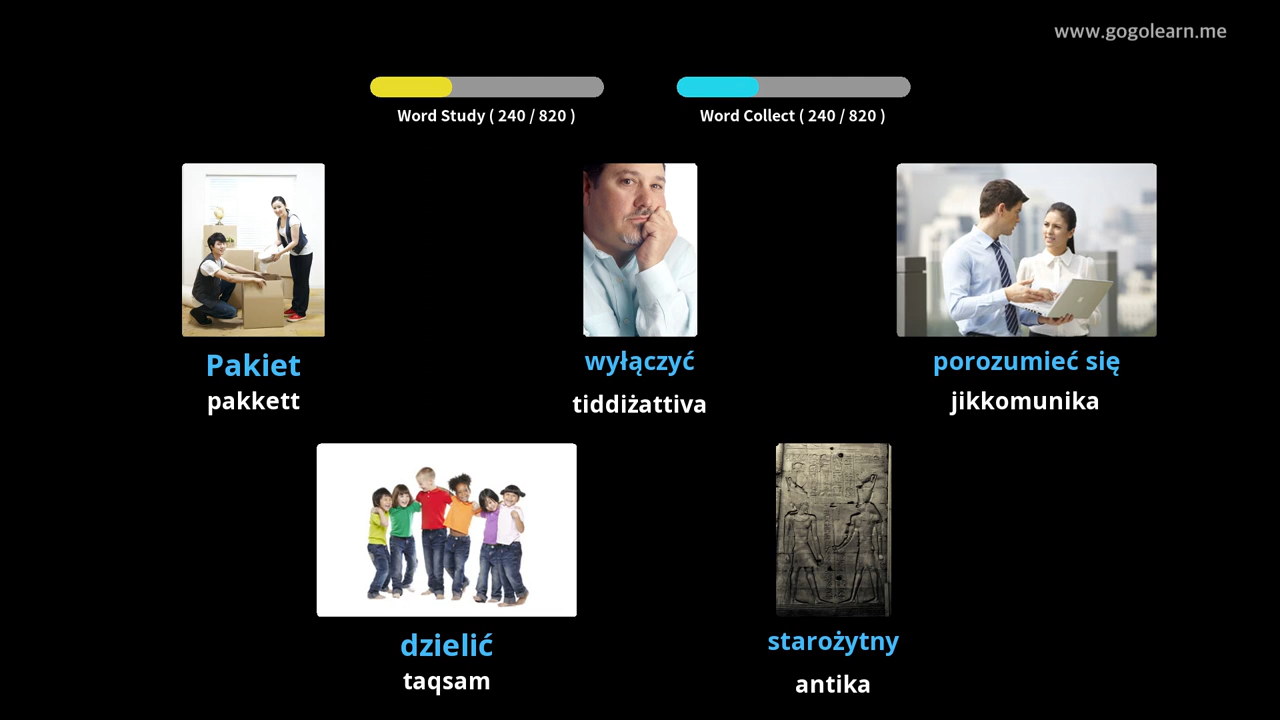 www.gogolearn.me
Word Study ( 240 / 820 )
Word Collect ( 240 / 820 )
Pakiet
pakkett
wyłączyć
tiddiżattiva
porozumieć się
jikkomunika
dzielić
taqsam
starożytny
antika